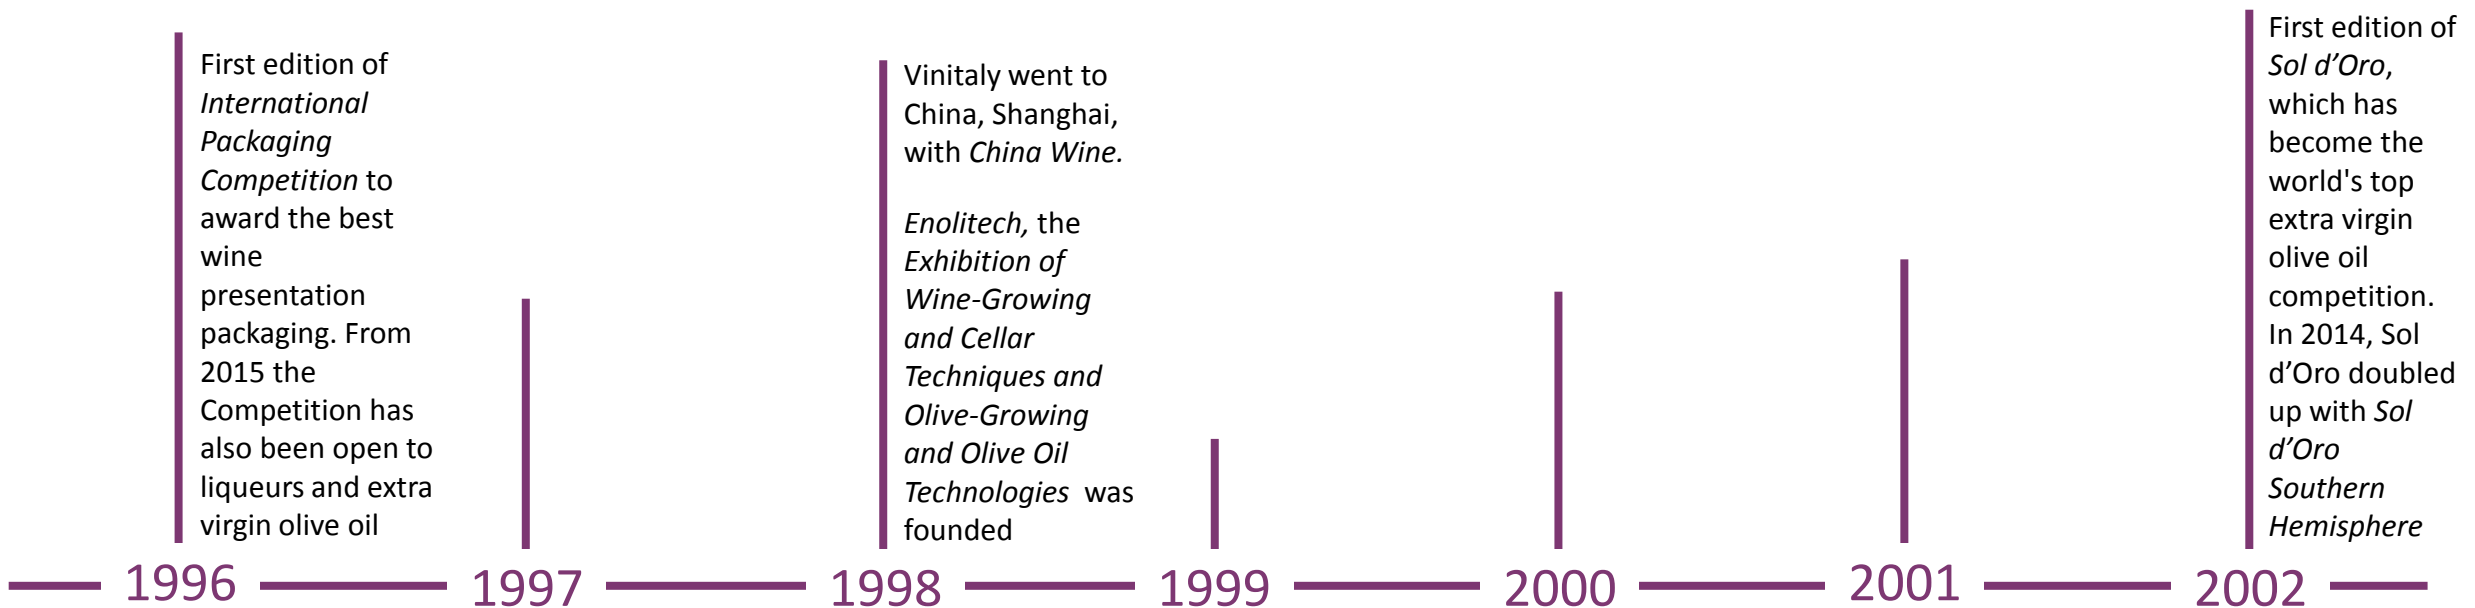 First edition of
International
Packaging
Competition to
award the best
wine
presentation
packaging. From
2015 the
Competition has
also been open to
liqueurs and extra
virgin olive oil
Vinitaly went to
China, Shanghai,
with China Wine.
Enolitech, the
Exhibition of
Wine-Growing
and Cellar
Techniques and
Olive-Growing
and Olive Oil
Technologies was
founded
First edition of
Sol d’Oro,
which has
become the
world's top
extra virgin
olive oil
competition.
In 2014, Sol
d’Oro doubled
up with Sol
d’Oro
Southern
Hemisphere
1996
1997
1998
1999
2000
2001
2002